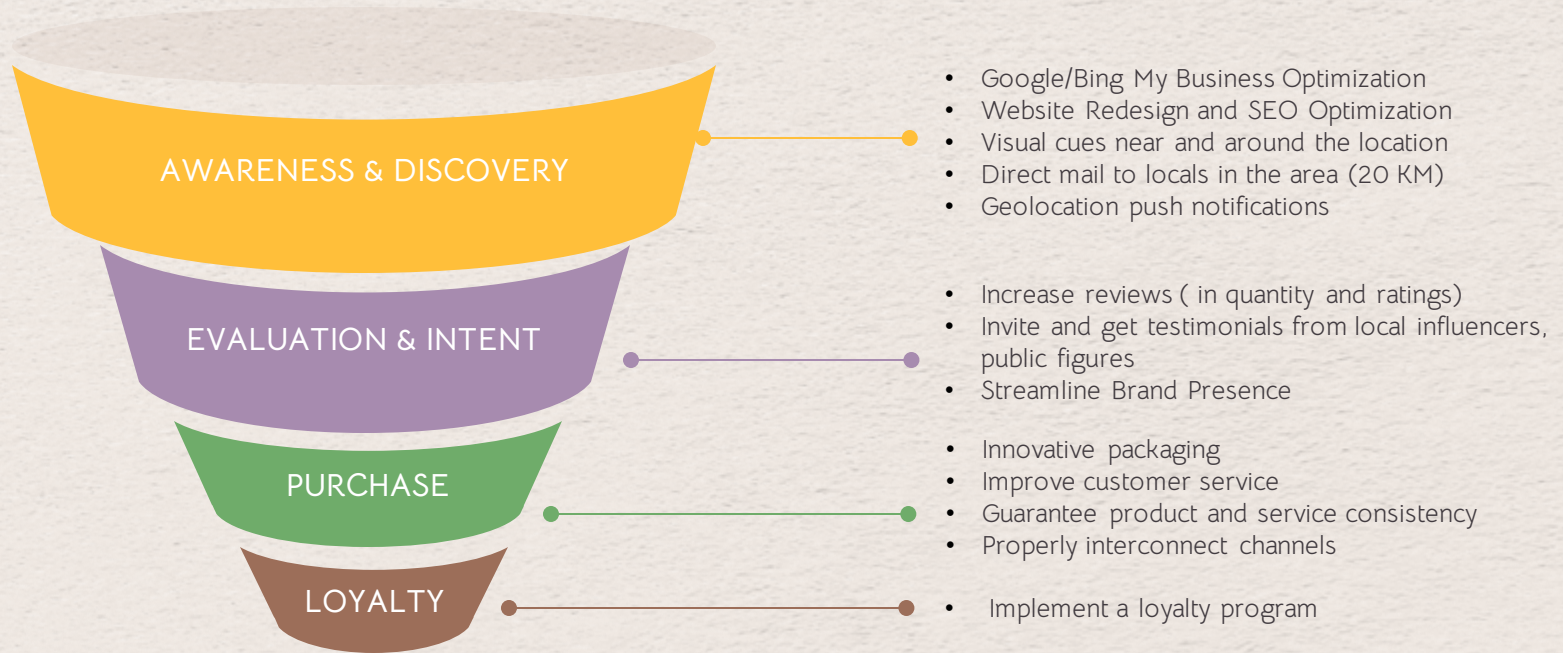 AWARENESS & DISCOVERY
• Google/Bing My Business Optimization
• Website Redesign and SEO Optimization
• Visual cues near and around the location
• Direct mail to locals in the area (20 KM)
• Geolocation push notifications
EVALUATION & INTENT
• Increase reviews ( in quantity and ratings)
• Invite and get testimonials from local influencers,
public figures
• Streamline Brand Presence
PURCHASE
• Innovative packaging
• Improve customer service
• Guarantee product and service consistency
• Properly interconnect channels
LOYALTY
• Implement a loyalty program